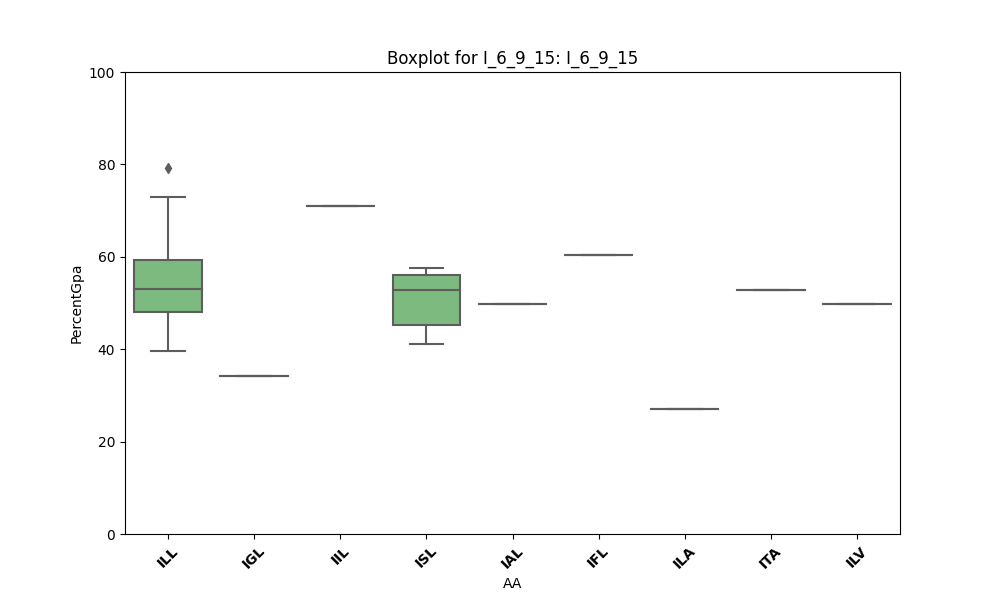 Boxplot for I_6_9_15: I_6_9_15
100
80
60
40
20
0
PercentGpa
ILL IGL IIL ISL IAL IFL ILA ITA ILV
AA